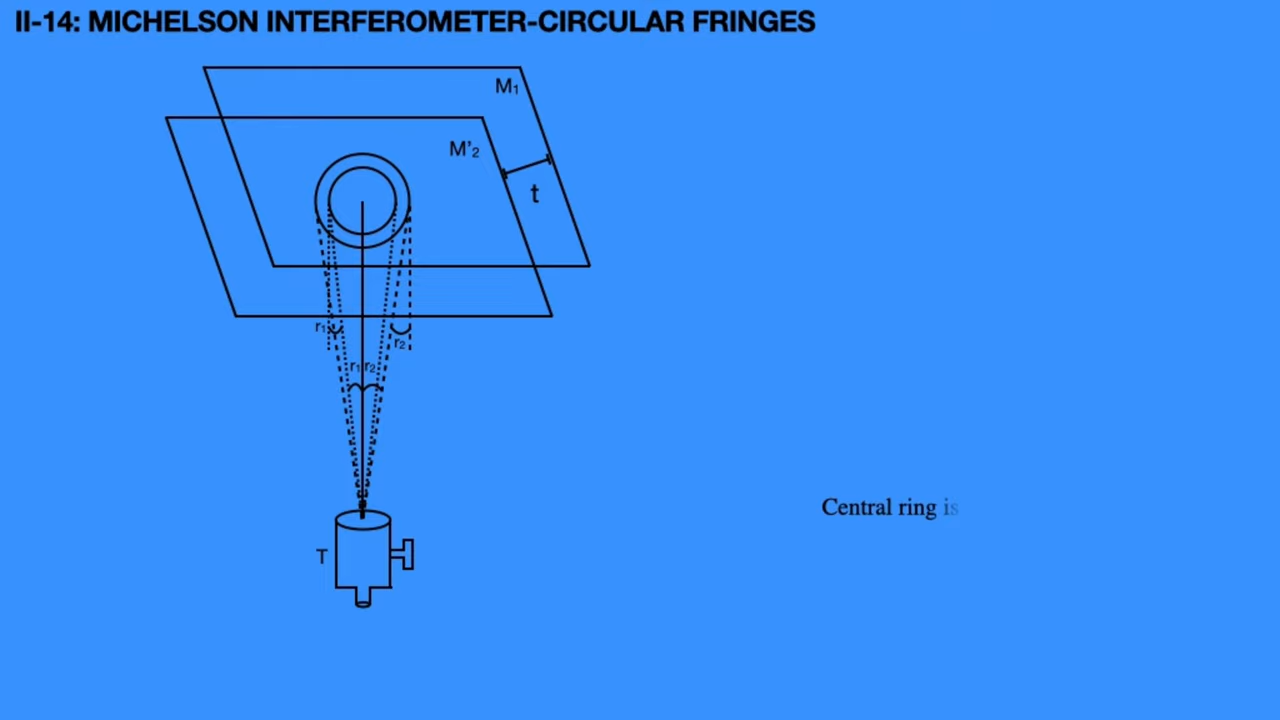 II-14: MICHELSON INTERFEROMETER-CIRCULAR FRINGES
M₁
M'₂
t
r₁
r₂
r₁ r₂
T
Central ring is